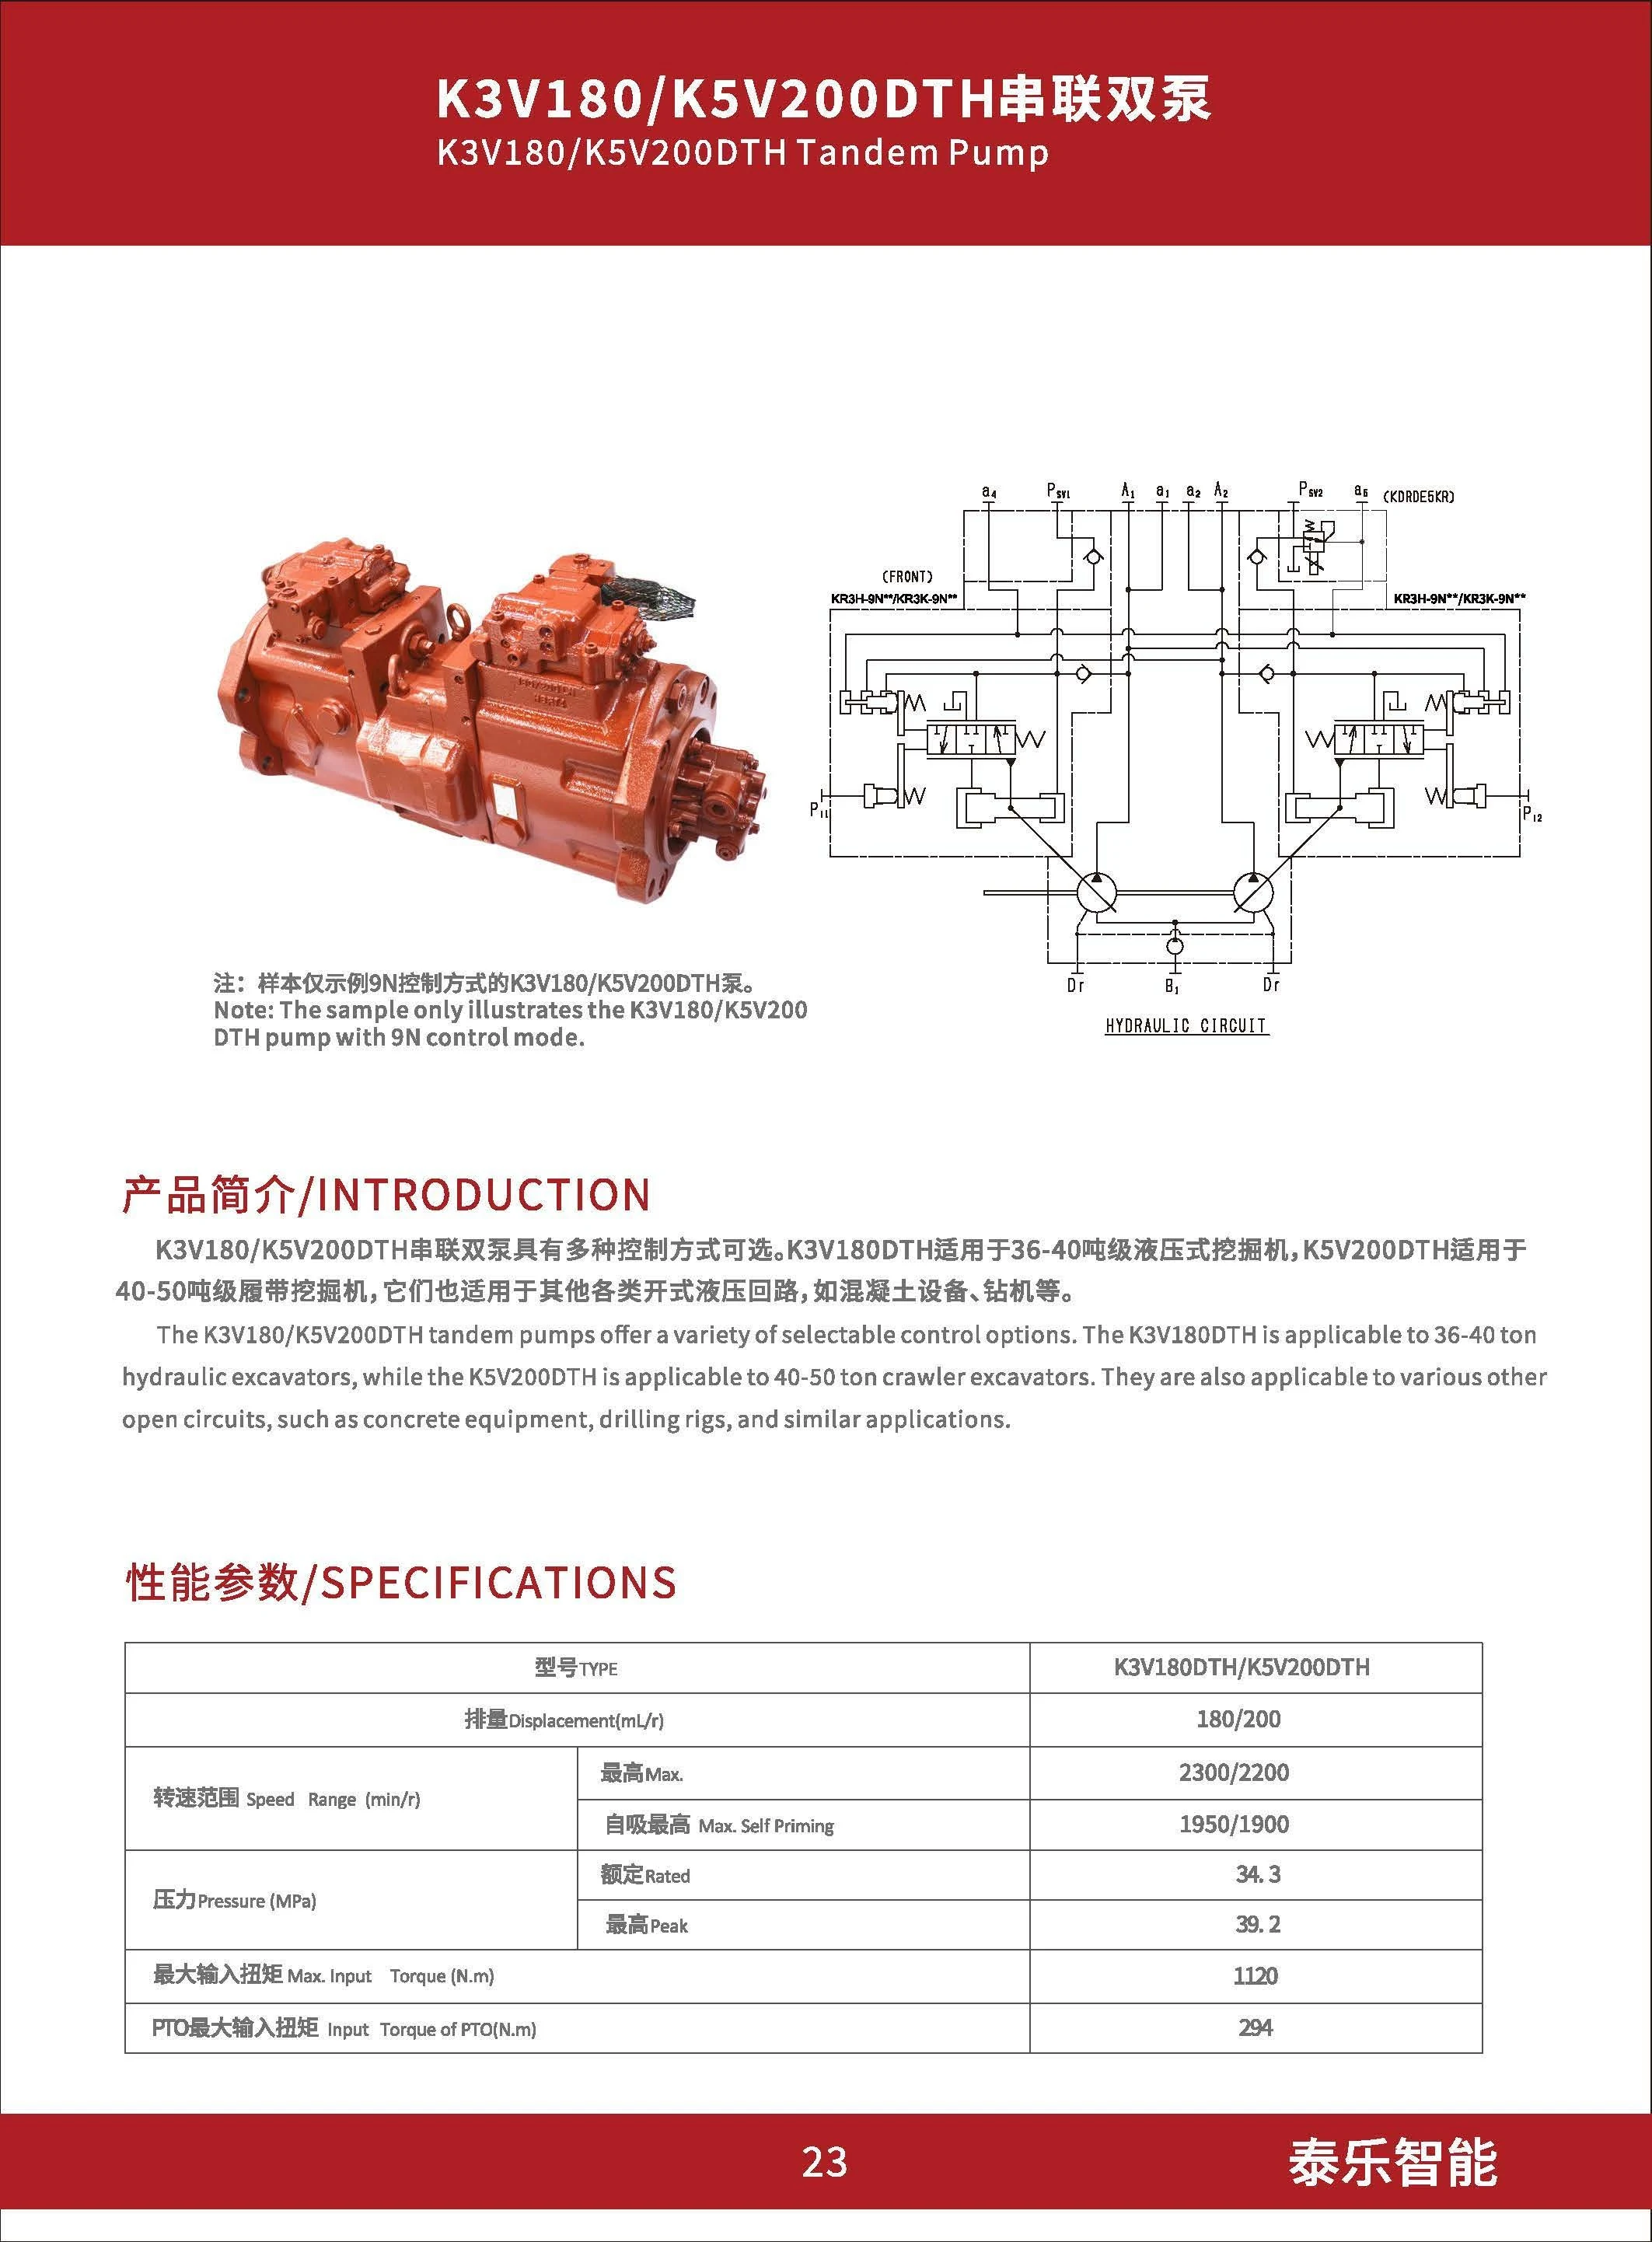 K3V180/K5V200DTH串联双泵
K3V180/K5V200DTH Tandem Pump
a4 PSV1 A1 a1 a2 A2 PSV2 a5 (KDRDE5KR)
(FRONT)
KR3H-9N**/KR3K-9N** KR3H-9N**/KR3K-9N**
Pi1 Pi2
Dr B1 Dr
HYDRAULIC CIRCUIT
注：样本仅示例9N控制方式的K3V180/K5V200DTH泵。
Note: The sample only illustrates the K3V180/K5V200
DTH pump with 9N control mode.
产品简介/INTRODUCTION
K3V180/K5V200DTH串联双泵具有多种控制方式可选。K3V180DTH适用于36-40吨级液压式挖掘机，K5V200DTH适用于
40-50吨级履带挖掘机，它们也适用于其他各类开式液压回路，如混凝土设备、钻机等。
The K3V180/K5V200DTH tandem pumps offer a variety of selectable control options. The K3V180DTH is applicable to 36-40 ton
hydraulic excavators, while the K5V200DTH is applicable to 40-50 ton crawler excavators. They are also applicable to various other
open circuits, such as concrete equipment, drilling rigs, and similar applications.
性能参数/SPECIFICATIONS
型号TYPE K3V180DTH/K5V200DTH
排量Displacement(mL/r) 180/200
转速范围 Speed Range (min/r) 最高Max. 2300/2200
自吸最高 Max. Self Priming 1950/1900
压力Pressure (MPa) 额定Rated 34.3
最高Peak 39.2
最大输入扭矩 Max. Input Torque (N.m) 1120
PTO最大输入扭矩 Input Torque of PTO(N.m) 294
23
泰乐智能